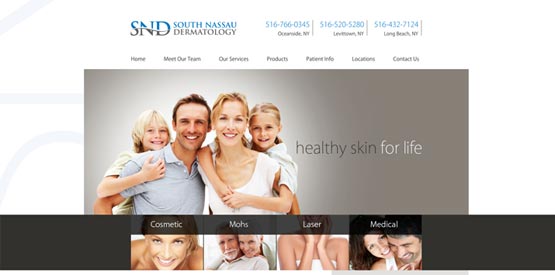 SND SOUTH NASSAU DERMATOLOGY
516-766-0345 516-520-5280 516-432-7124
Oceanside, NY Levittown, NY Long Beach, NY
Home Meet Our Team Our Services Products Patient Info Locations Contact Us
healthy skin for life
Cosmetic Mohs Laser Medical